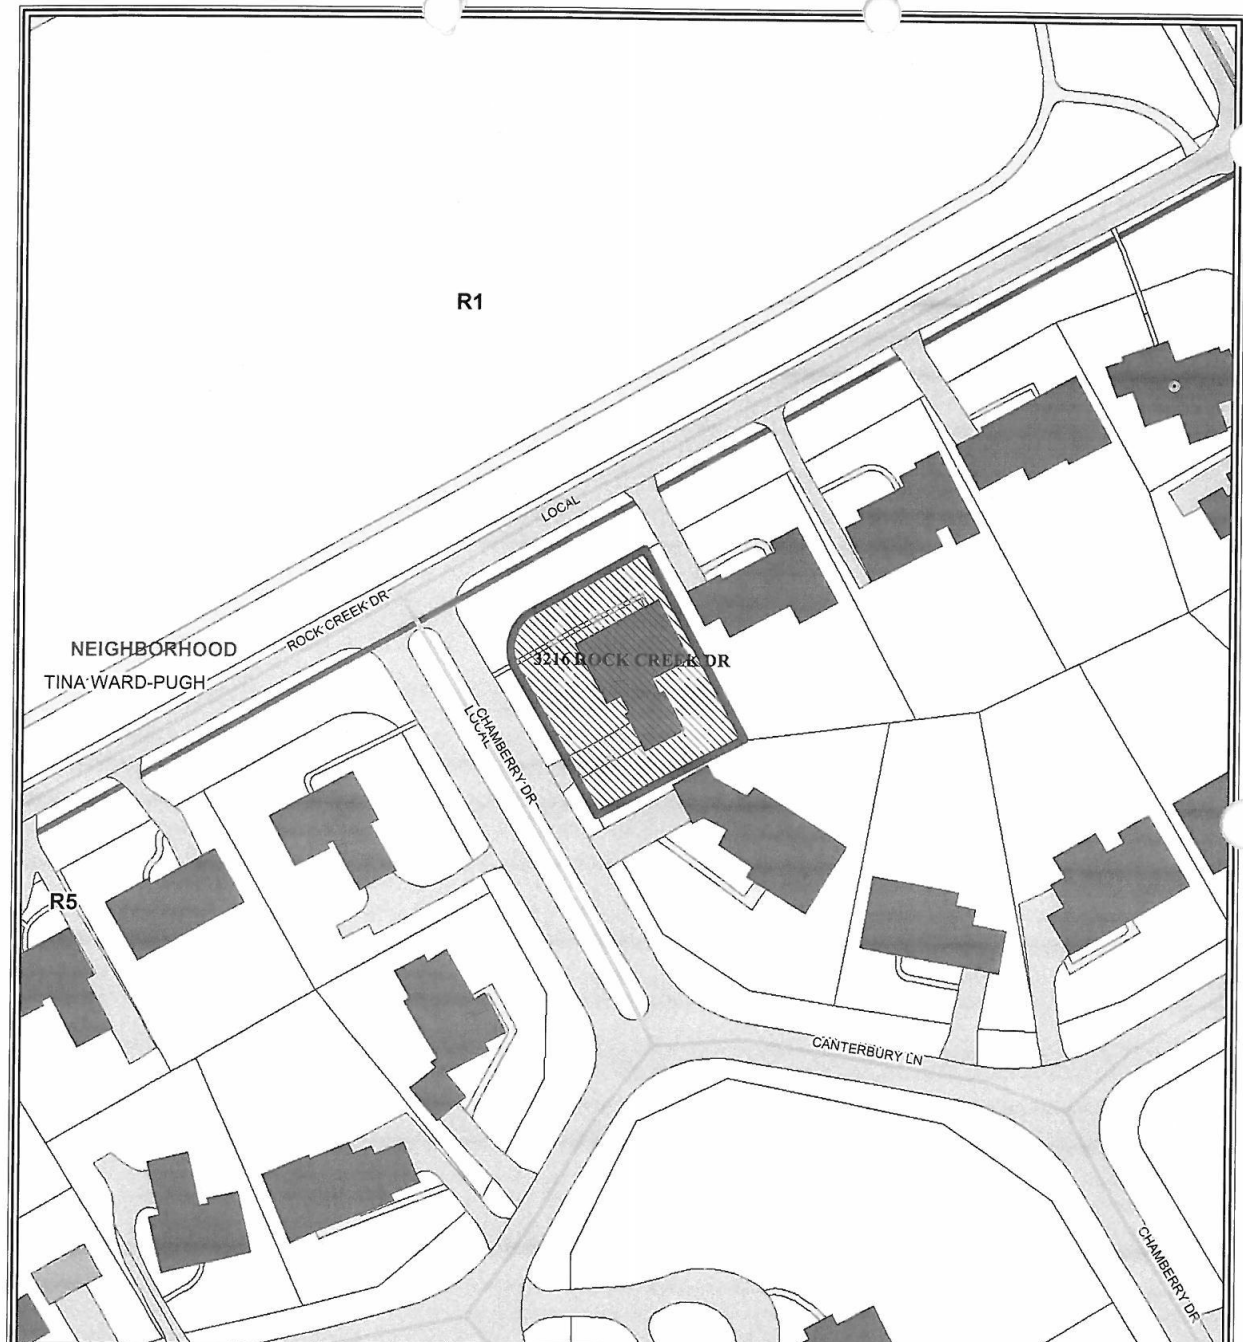 R1
LOCAL
ROCK CREEK DR
NEIGHBORHOOD
TINA WARD-PUGH
3216 ROCK CREEK DR
CHAMBERRY DR
LOCAL
R5
CANTERBURY LN
CHAMBERRY DR